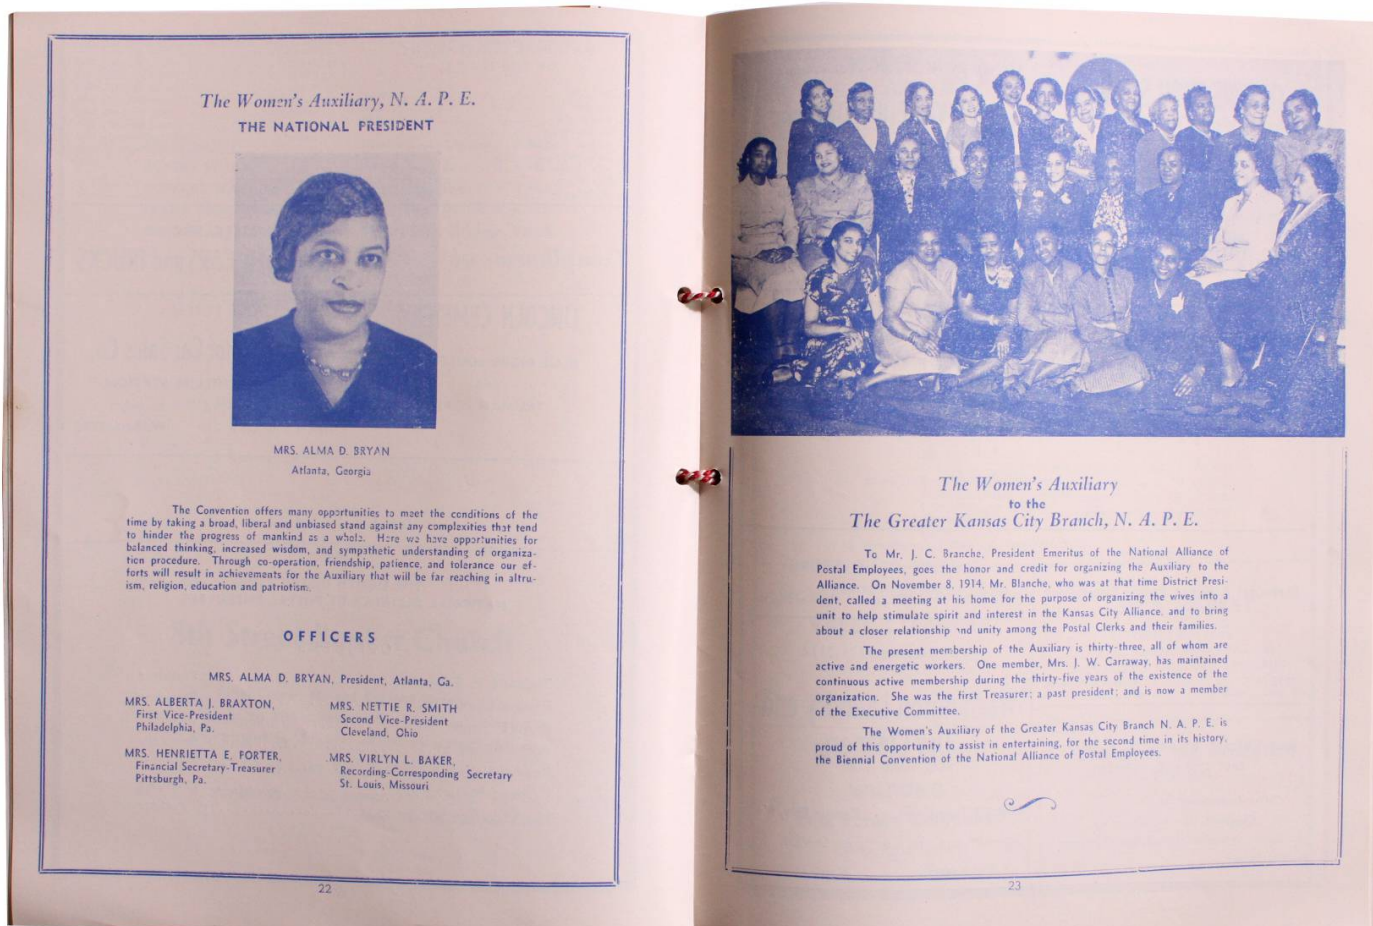 The Women's Auxiliary, N. A. P. E.
THE NATIONAL PRESIDENT
MRS. ALMA D. BRYAN
Atlanta, Georgia
The Convention offers many opportunities to meet the conditions of the
time by taking a broad, liberal and unbiased stand against any complexities that tend
to hinder the progress of mankind as a whole. Here we have opportunities for
balanced thinking, increased wisdom, and sympathetic understanding of organiza-
tion procedure. Through co-operation, friendship, patience, and tolerance our ef-
forts will result in achievements for the Auxiliary that will be far reaching in altru-
ism, religion, education and patriotism.
OFFICERS
MRS. ALMA D. BRYAN, President, Atlanta, Ga.
MRS. ALBERTA J. BRAXTON,
First Vice-President
Philadelphia, Pa.
MRS. NETTIE R. SMITH
Second Vice-President
Cleveland, Ohio
MRS. HENRIETTA E. PORTER,
Financial Secretary-Treasurer
Pittsburgh, Pa.
MRS. VIRLYN L. BAKER,
Recording-Corresponding Secretary
St. Louis, Missouri
22
The Women's Auxiliary
to the
The Greater Kansas City Branch, N. A. P. E.
To Mr. J. C. Branche, President Emeritus of the National Alliance of
Postal Employees, goes the honor and credit for organizing the Auxiliary to the
Alliance. On November 8, 1914, Mr. Blanche, who was at that time District Presi-
dent, called a meeting at his home for the purpose of organizing the wives into a
unit to help stimulate spirit and interest in the Kansas City Alliance, and to bring
about a closer relationship and unity among the Postal Clerks and their families.
The present membership of the Auxiliary is thirty-three, all of whom are
active and energetic workers. One member, Mrs. J. W. Carraway, has maintained
continuous active membership during the thirty-five years of the existence of the
organization. She was the first Treasurer; a past president; and is now a member
of the Executive Committee.
The Women's Auxiliary of the Greater Kansas City Branch N. A. P. E. is
proud of this opportunity to assist in entertaining, for the second time in its history,
the Biennial Convention of the National Alliance of Postal Employees.
23